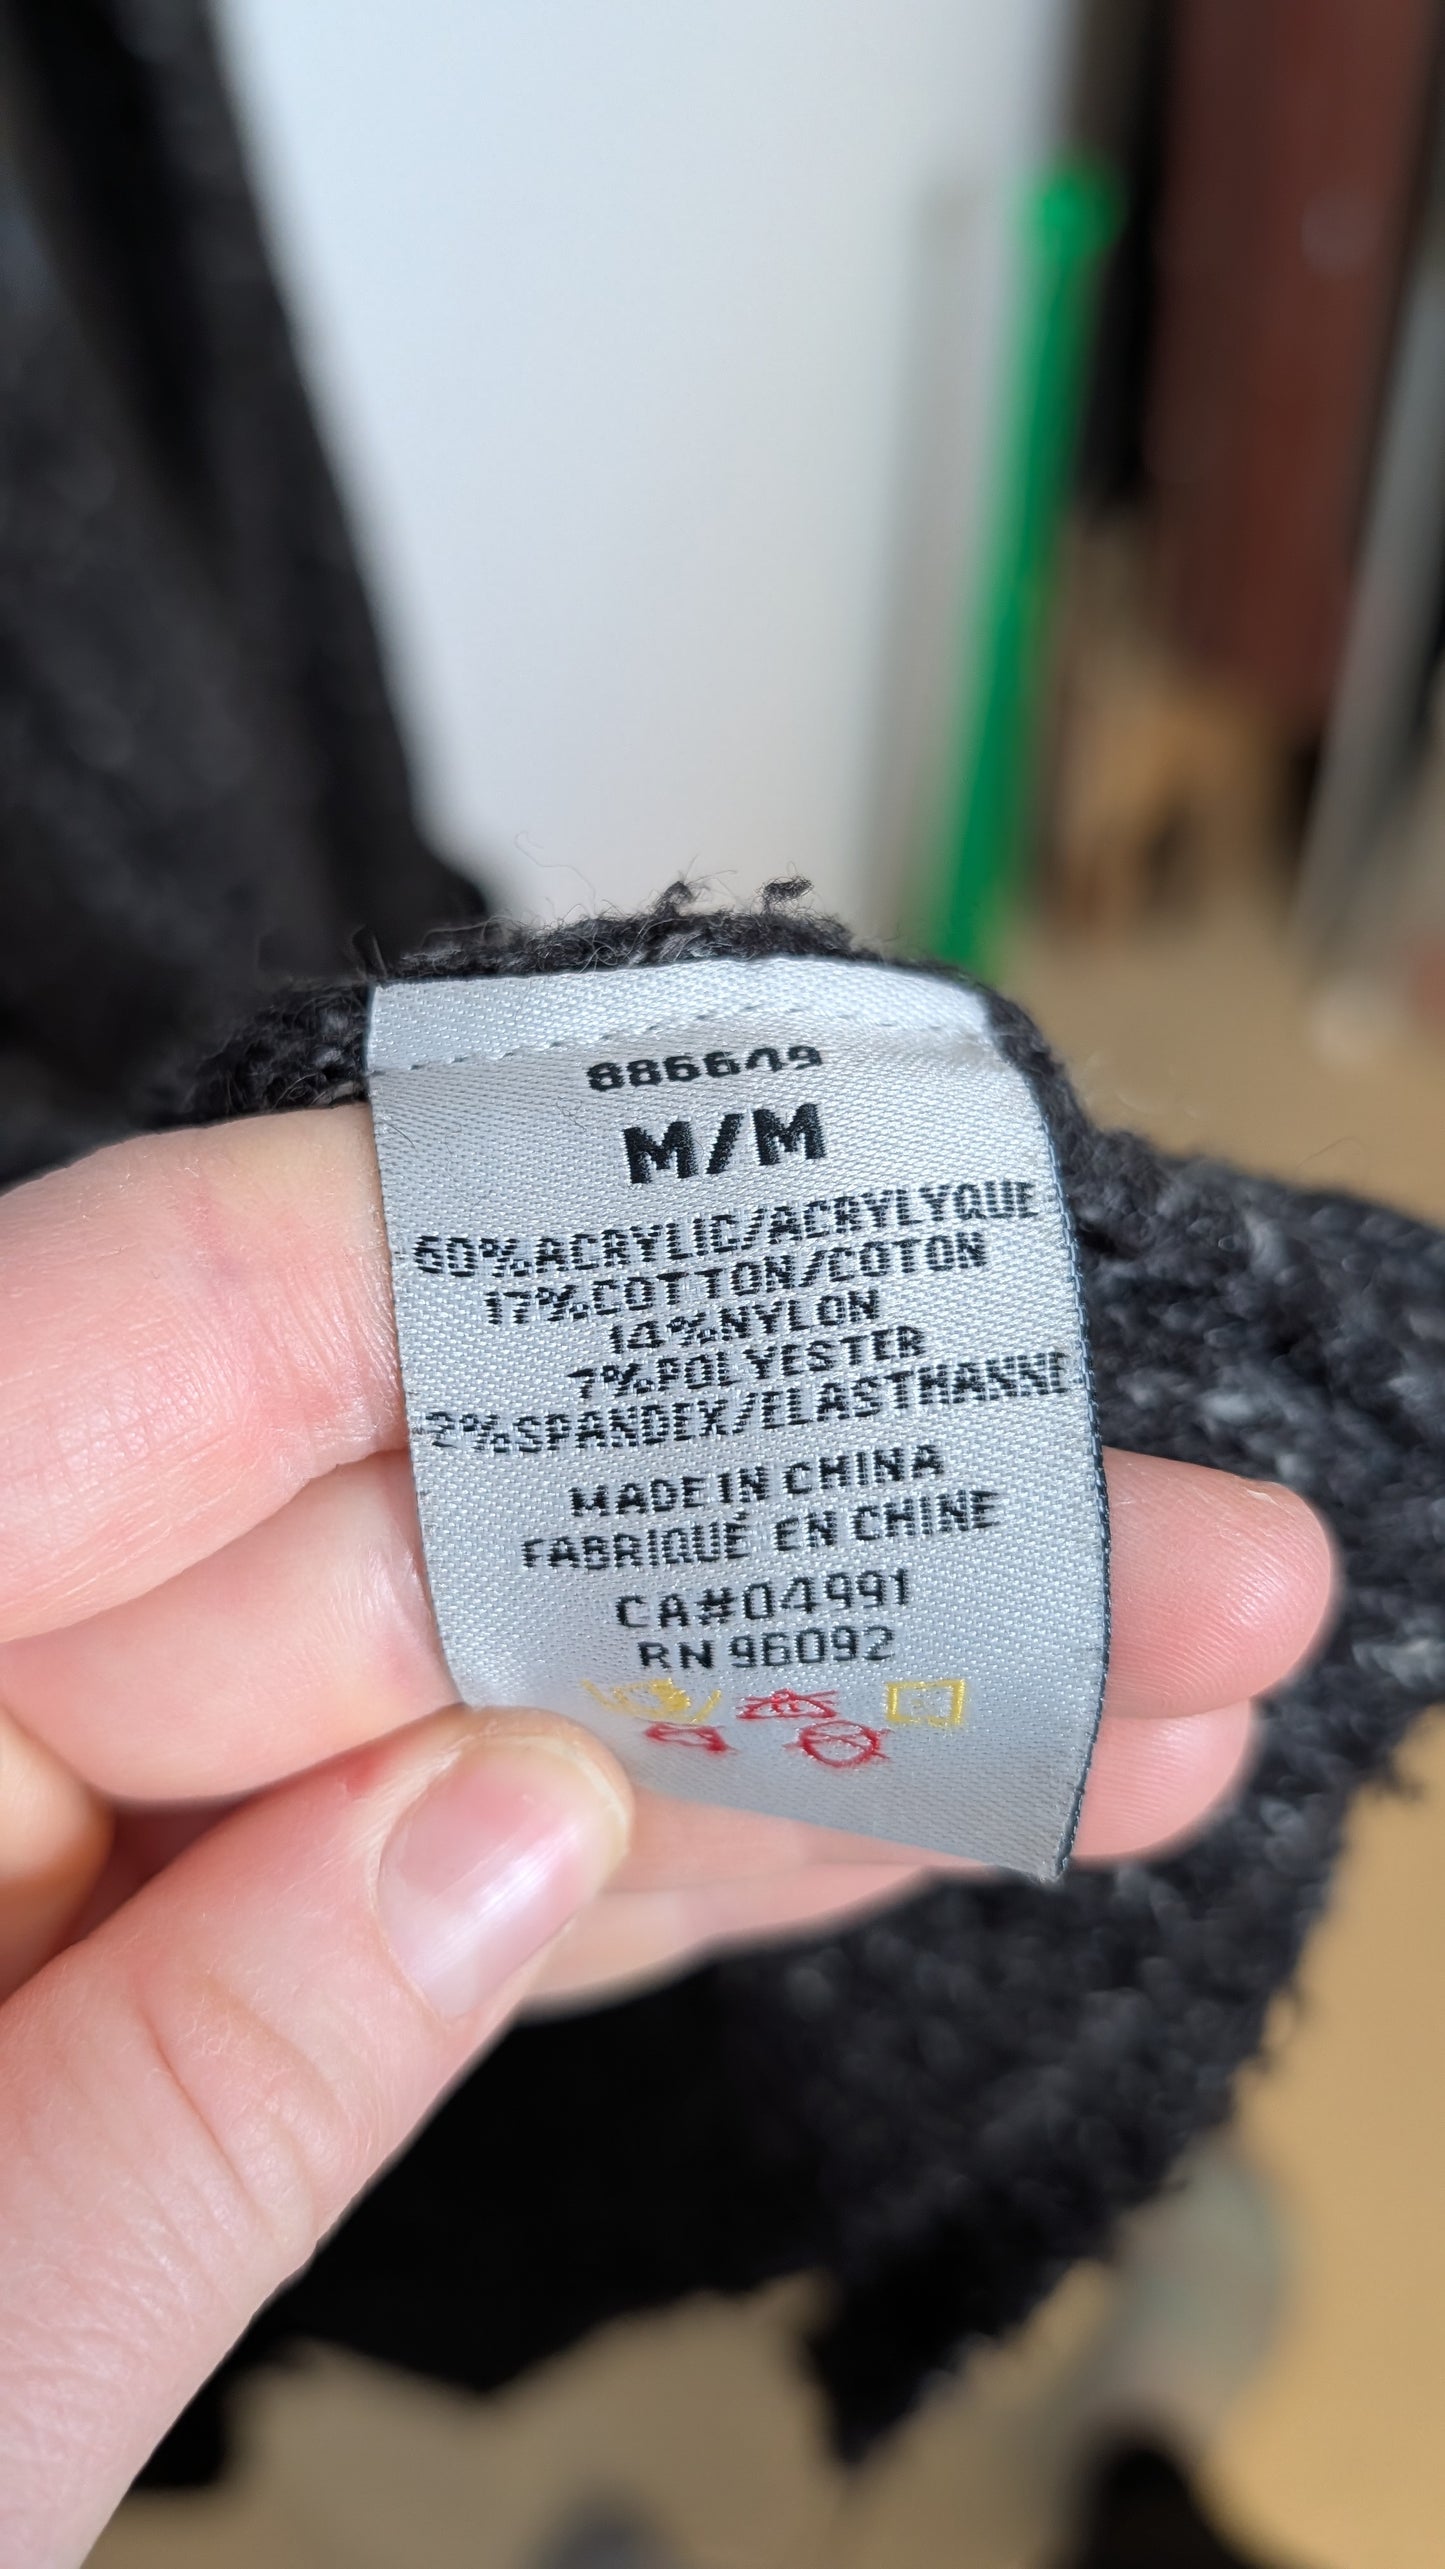 886649
M/M
60%ACRYLIC/ACRYLYQUE
17%COTTON/COTON
14%NYLON
7%POLYESTER
2%SPANDEX/ELASTHANNE
MADE IN CHINA
FABRIQUÉ EN CHINE
CA#04991
RN 96092